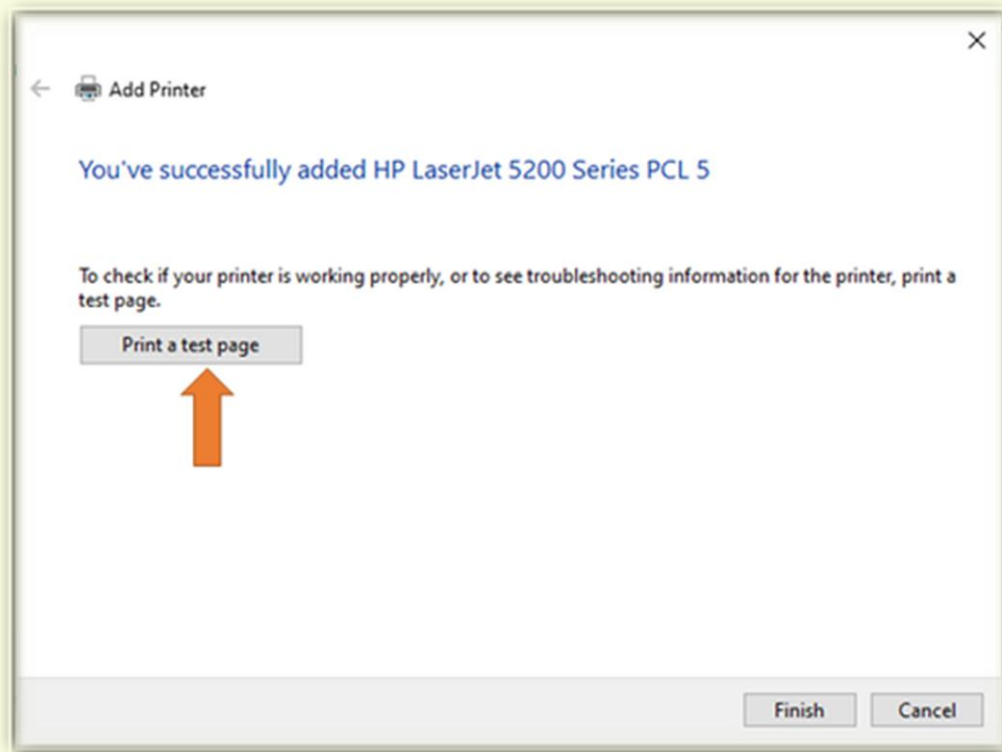 Add Printer
You've successfully added HP LaserJet 5200 Series PCL 5
To check if your printer is working properly, or to see troubleshooting information for the printer, print a
test page.
Print a test page
Finish Cancel